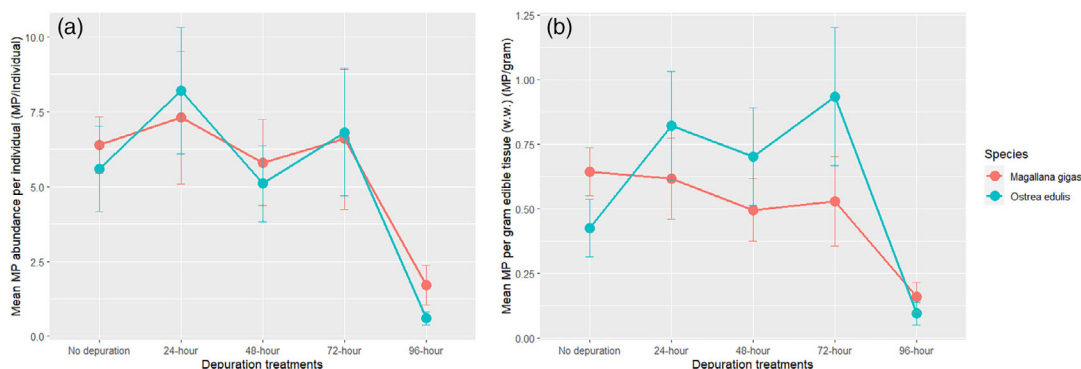 (a)
Mean MP abundance per individual (MP/individual)
10.0
7.5
5.0
2.5
0.0
No depuration 24-hour 48-hour 72-hour 96-hour
Depuration treatments
(b)
Mean MP per gram edible tissue (w.w.) (MP/gram)
1.25
1.00
0.75
0.50
0.25
0.00
No depuration 24-hour 48-hour 72-hour 96-hour
Depuration treatments
Species
Magallana gigas
Ostrea edulis